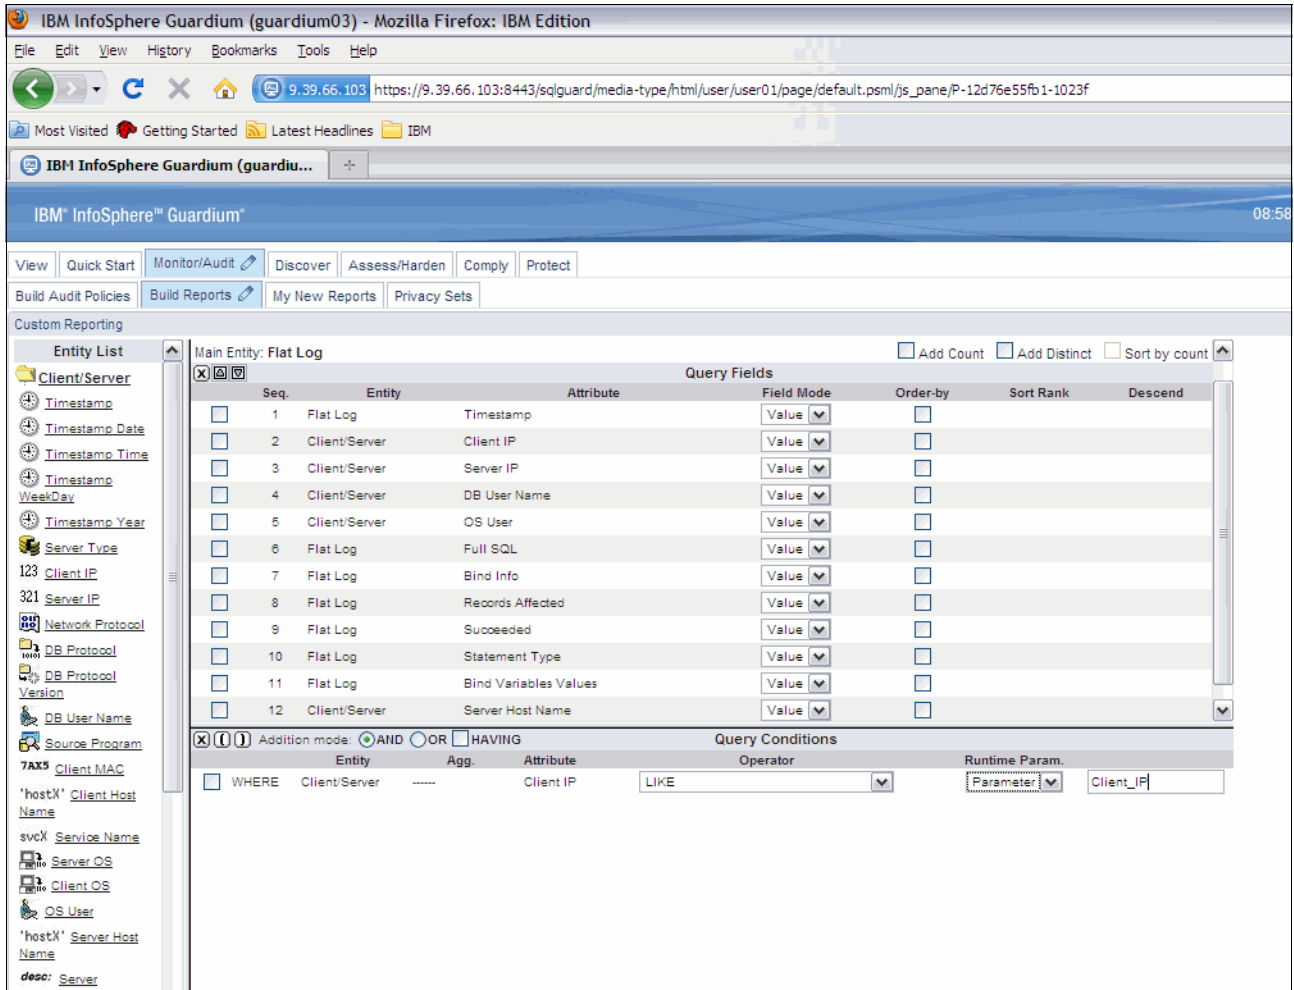 IBM InfoSphere Guardium (guardium03) - Mozilla Firefox: IBM Edition
File Edit View History Bookmarks Tools Help
9.39.66.103 https://9.39.66.103:8443/sqlguard/media-type/html/user/user01/page/default.psml/js_pane/P-12d76e55fb1-1023f
Most Visited Getting Started Latest Headlines IBM
IBM InfoSphere Guardium (guardiu...
IBM® InfoSphere™ Guardium® 08:58
View Quick Start Monitor/Audit Discover Assess/Harden Comply Protect
Build Audit Policies Build Reports My New Reports Privacy Sets
Custom Reporting
Entity List
Client/Server
Timestamp
Timestamp Date
Timestamp Time
Timestamp
WeekDay
Timestamp Year
Server Type
123 Client IP
321 Server IP
Network Protocol
DB Protocol
DB Protocol
Version
DB User Name
Source Program
7AX5 Client MAC
'hostX' Client Host
Name
svcX Service Name
Server OS
Client OS
OS User
'hostX' Server Host
Name
desc: Server
Main Entity: Flat Log Add Count Add Distinct Sort by count
Query Fields
Seq. Entity Attribute Field Mode Order-by Sort Rank Descend
1 Flat Log Timestamp Value
2 Client/Server Client IP Value
3 Client/Server Server IP Value
4 Client/Server DB User Name Value
5 Client/Server OS User Value
6 Flat Log Full SQL Value
7 Flat Log Bind Info Value
8 Flat Log Records Affected Value
9 Flat Log Succeeded Value
10 Flat Log Statement Type Value
11 Flat Log Bind Variables Values Value
12 Client/Server Server Host Name Value
X ( ) Addition mode: AND OR HAVING Query Conditions
Entity Agg. Attribute Operator Runtime Param.
WHERE Client/Server ------ Client IP LIKE Parameter Client_IP